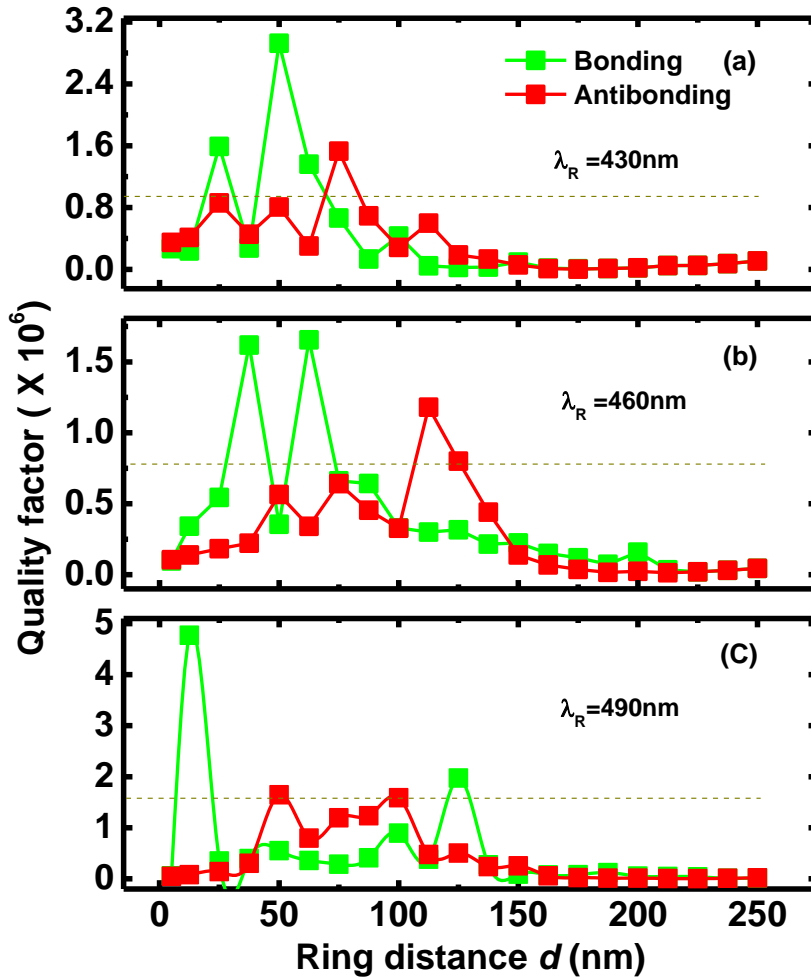 3.2
2.4
1.6
0.8
0.0
Bonding
Antibonding
(a)
λR =430nm
1.5
1.0
0.5
0.0
(b)
λR =460nm
5
4
3
2
1
0
(C)
λR=490nm
Quality factor ( X 10⁶)
0 50 100 150 200 250
Ring distance d (nm)